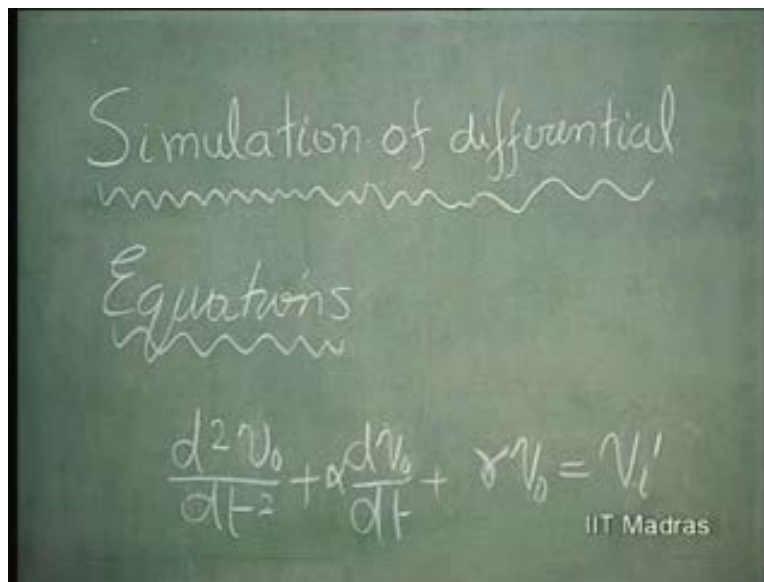 Simulation of differential
Equations
d²v₀/dt² + α dv₀/dt + γv₀ = Vi'
IIT Madras